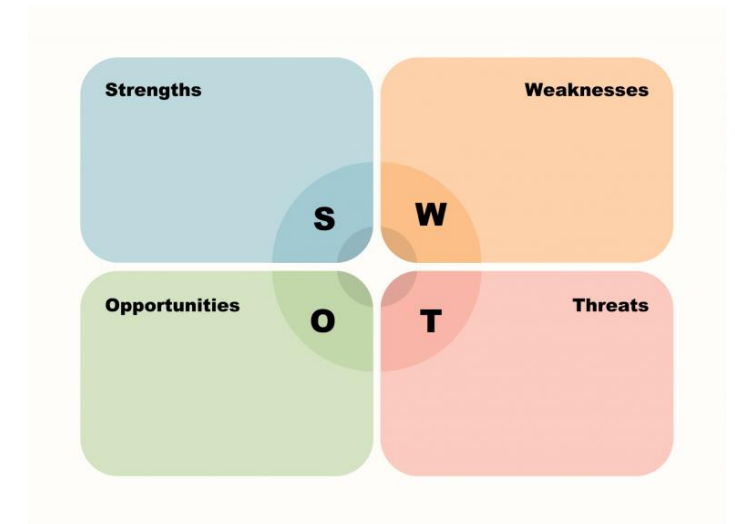 Strengths
Weaknesses
S
W
Opportunities
Threats
O
T